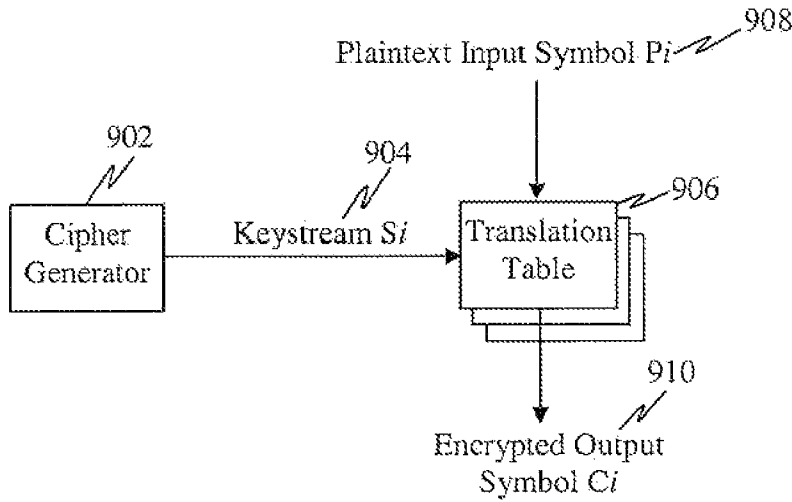 908
Plaintext Input Symbol Pi
902
904
906
Cipher
Generator
Keystream Si
Translation
Table
910
Encrypted Output
Symbol Ci